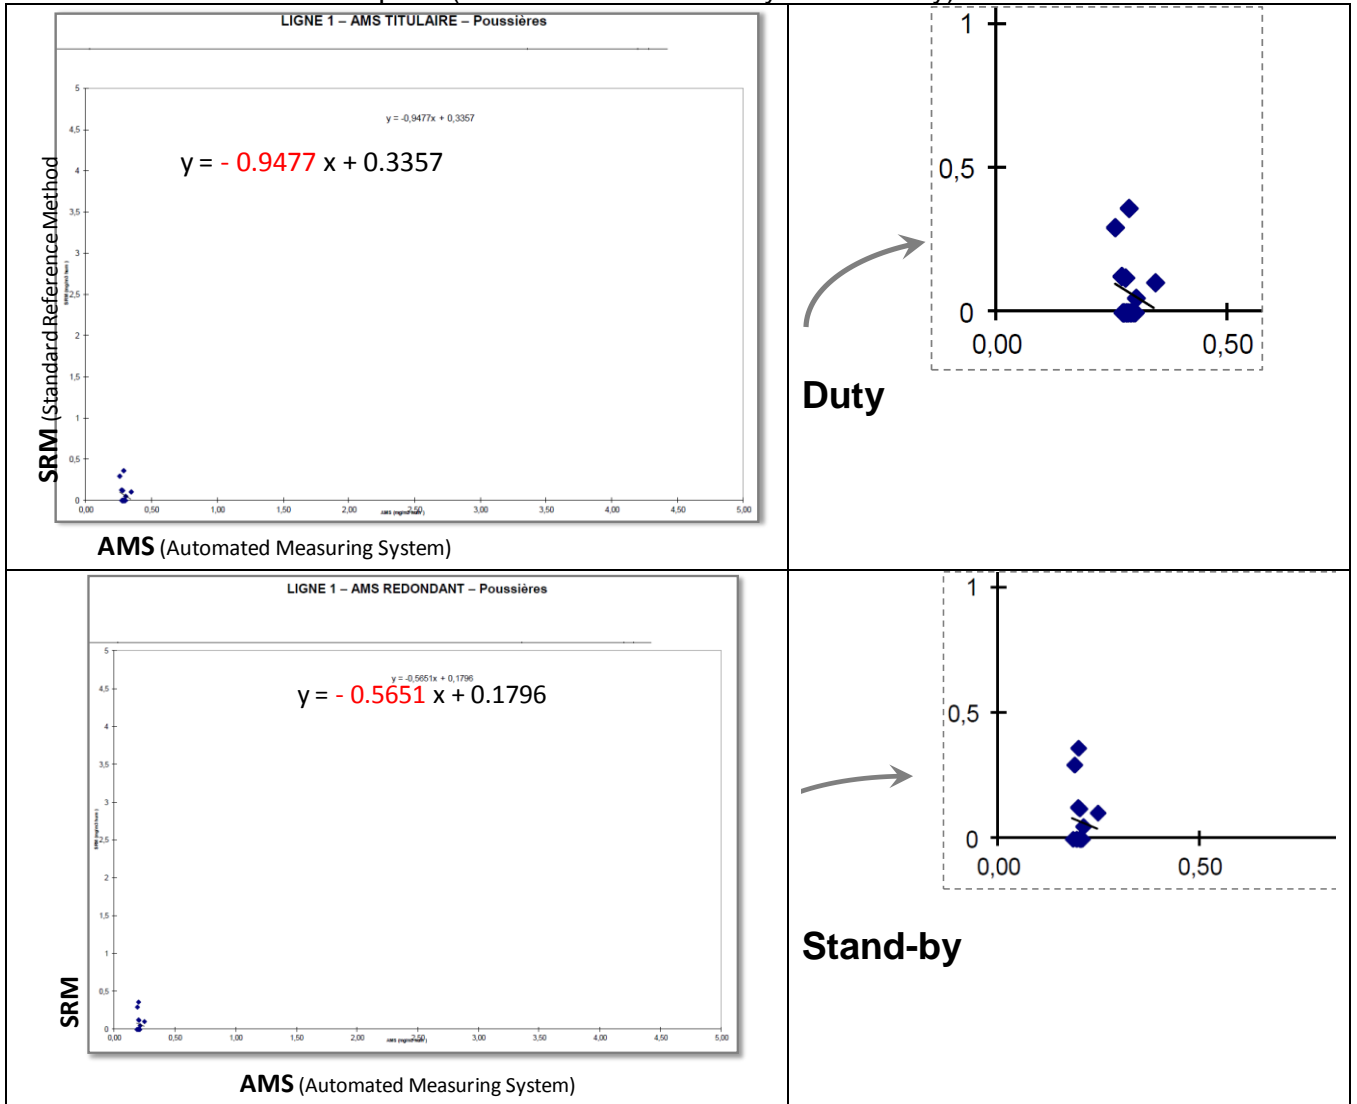 LIGNE 1 – AMS TITULAIRE – Poussières
y = -0,9477x + 0,3357
y = - 0.9477 x + 0.3357
SRM (Standard Reference Method
5
4,5
4
3,5
3
2,5
2
1,5
1
0,5
0
0,00 0,50 1,00 1,50 2,00 2,50 3,00 3,50 4,00 4,50 5,00
AMS (Automated Measuring System)
1
0,5
0
0,00 0,50
Duty
LIGNE 1 – AMS REDONDANT – Poussières
y = -0,5651x + 0,1796
y = - 0.5651 x + 0.1796
SRM
5
4,5
4
3,5
3
2,5
2
1,5
1
0,5
0
0,00 0,50 1,00 1,50 2,00 2,50 3,00 3,50 4,00 4,50 5,00
AMS (Automated Measuring System)
1
0,5
0
0,00 0,50
Stand-by